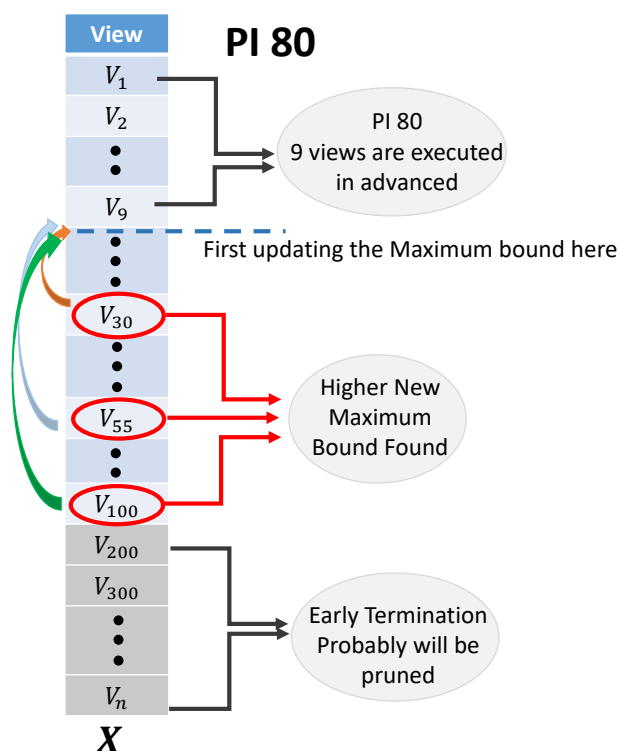 View
PI 80
V₁
V₂
V₉
PI 80
9 views are executed
in advanced
First updating the Maximum bound here
V₃₀
V₅₅
V₁₀₀
Higher New
Maximum
Bound Found
V₂₀₀
V₃₀₀
Vₙ
Early Termination
Probably will be
pruned
X